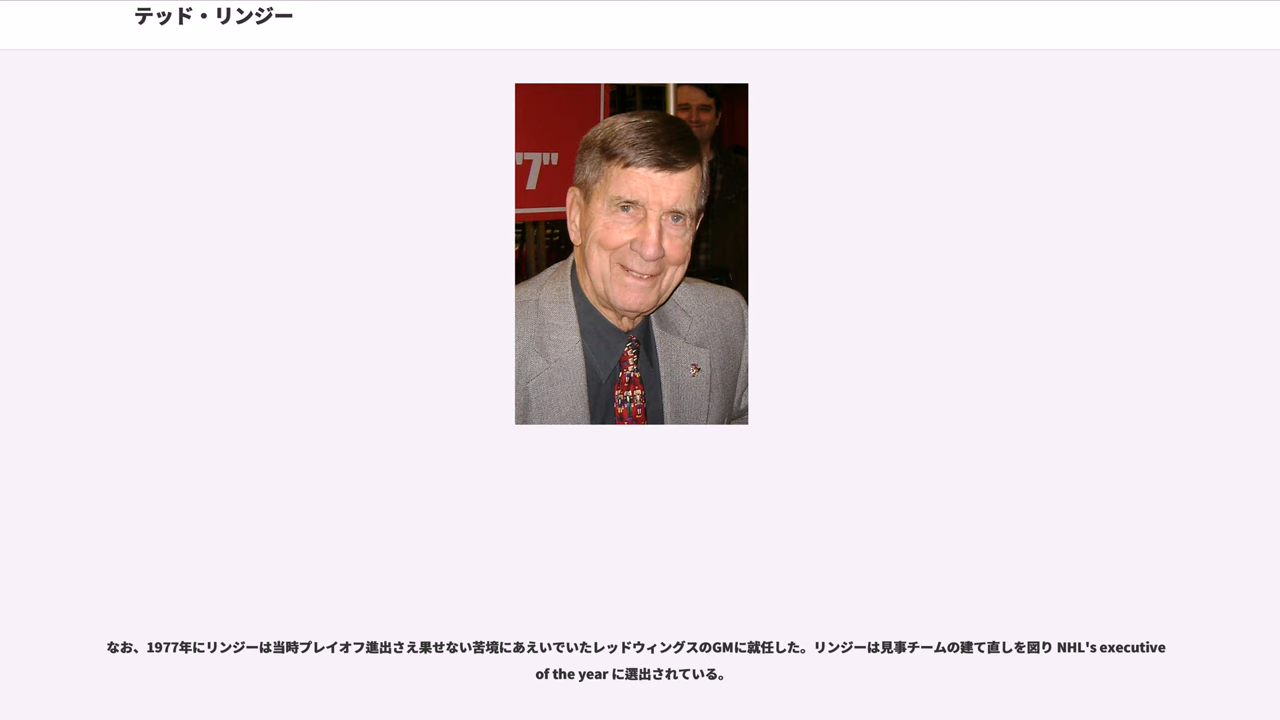 テッド・リンジー
"7"
なお、1977年にリンジーは当時プレイオフ進出さえ果せない苦境にあえいでいたレッドウィングスのGMに就任した。リンジーは見事チームの建て直しを図り NHL's executive
of the year に選出されている。